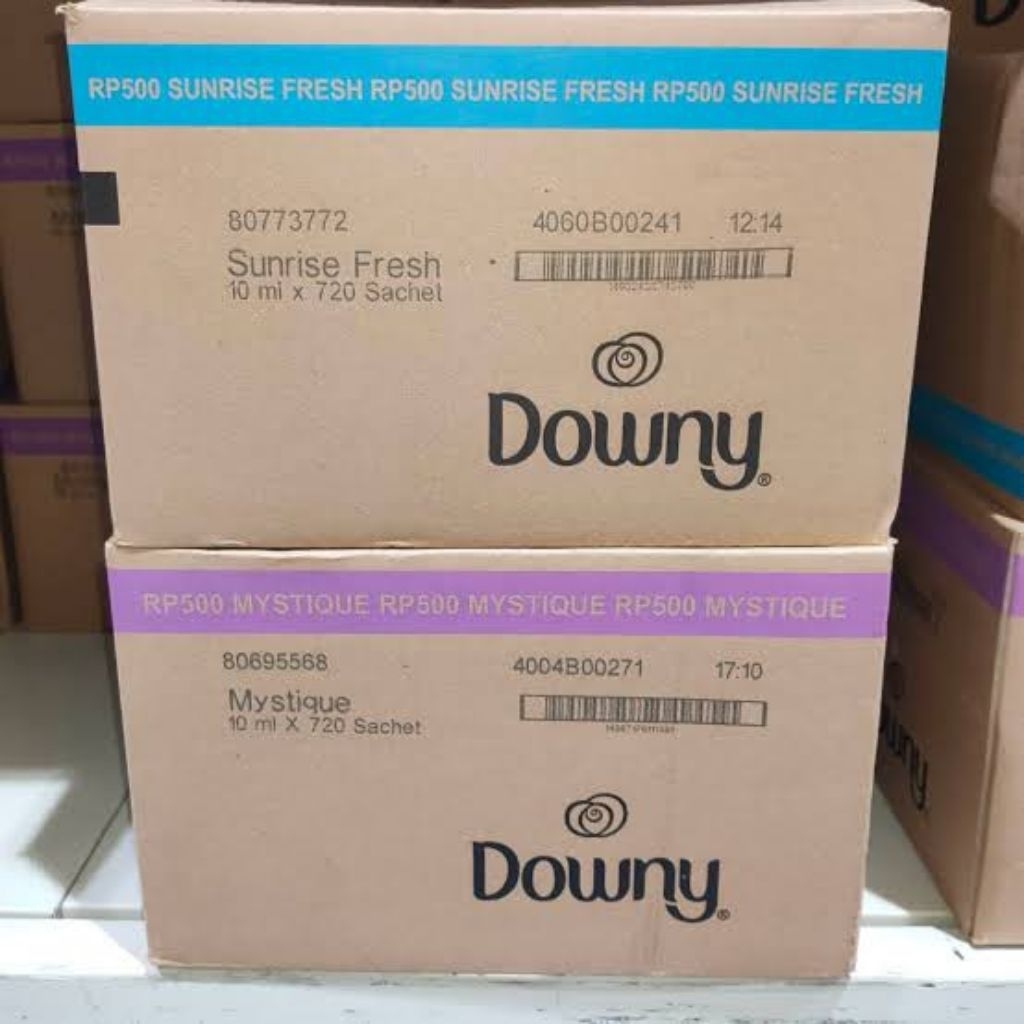 RP500 SUNRISE FRESH RP500 SUNRISE FRESH RP500 SUNRISE FRESH
80773772 4060B00241 12:14
Sunrise Fresh
10 ml x 720 Sachet
Downy®
RP500 MYSTIQUE RP500 MYSTIQUE RP500 MYSTIQUE
80695568 4004B00271 17:10
Mystique
10 ml X 720 Sachet
Downy®